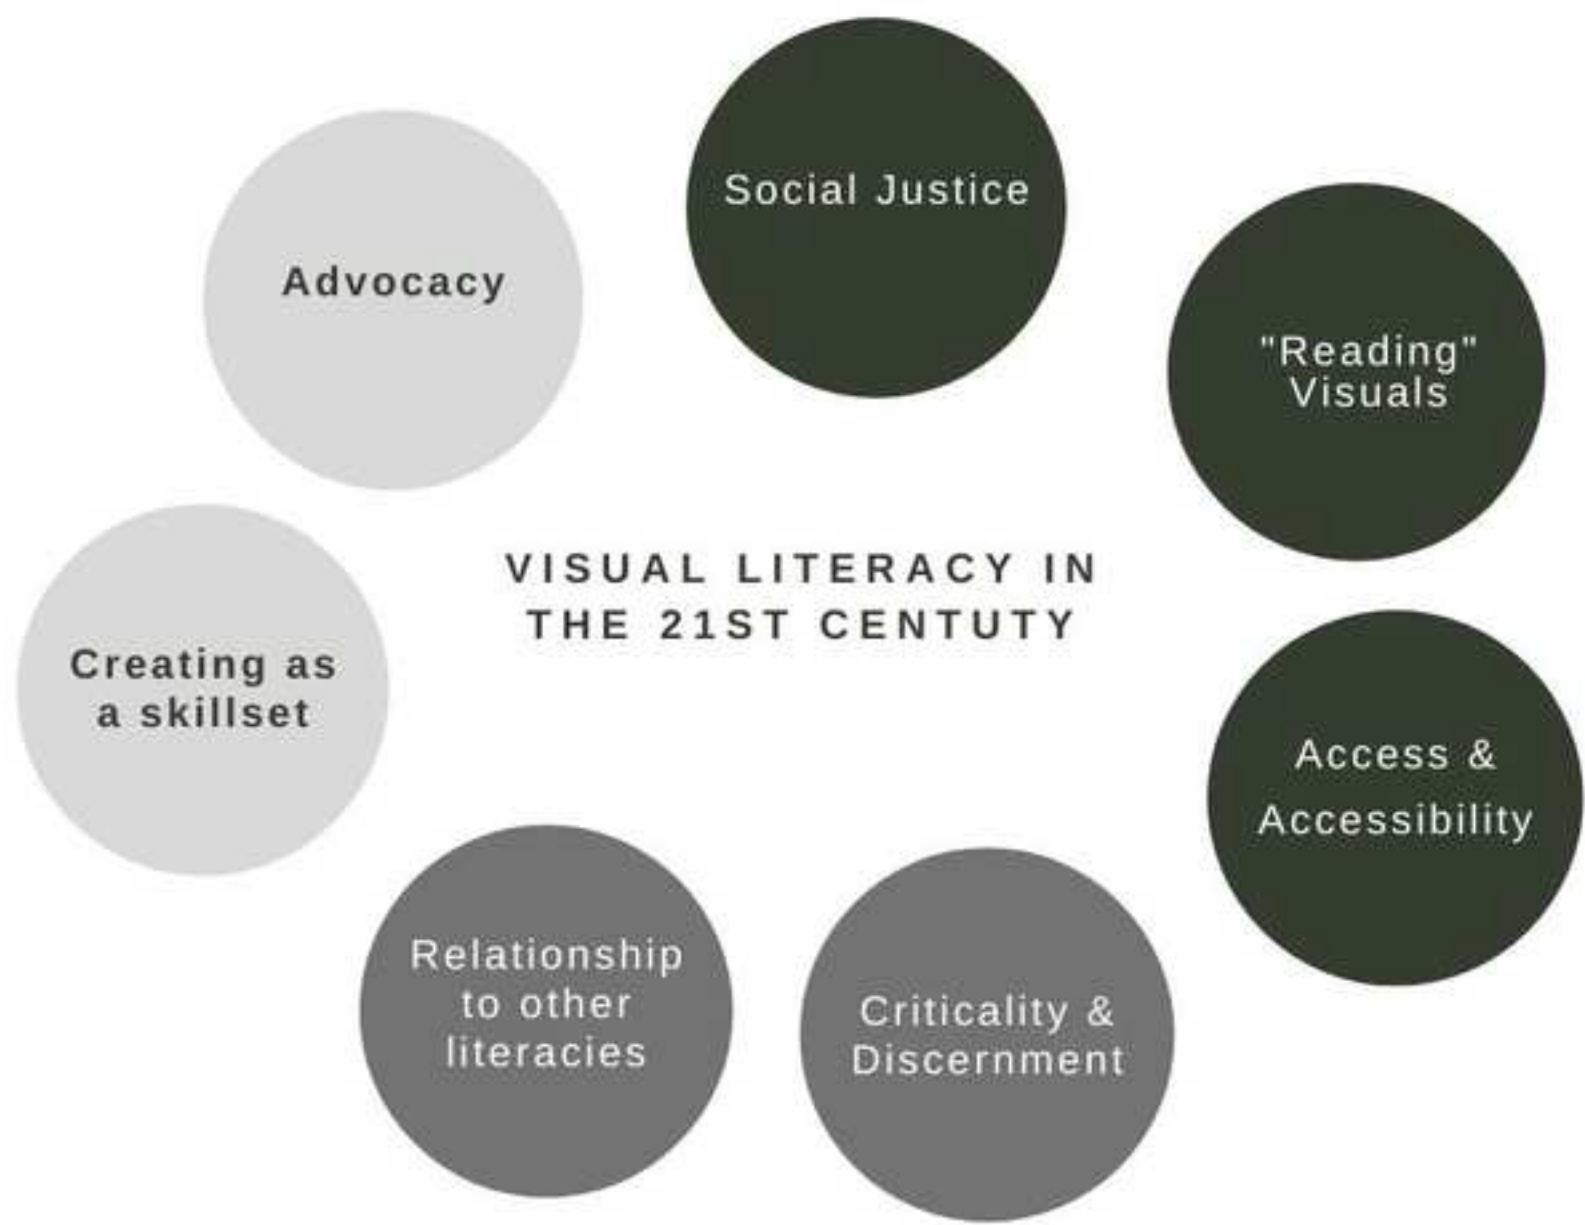 Social Justice
Advocacy
"Reading"
Visuals
VISUAL LITERACY IN
THE 21ST CENTUTY
Creating as
a skillset
Access &
Accessibility
Relationship
to other
literacies
Criticality &
Discernment